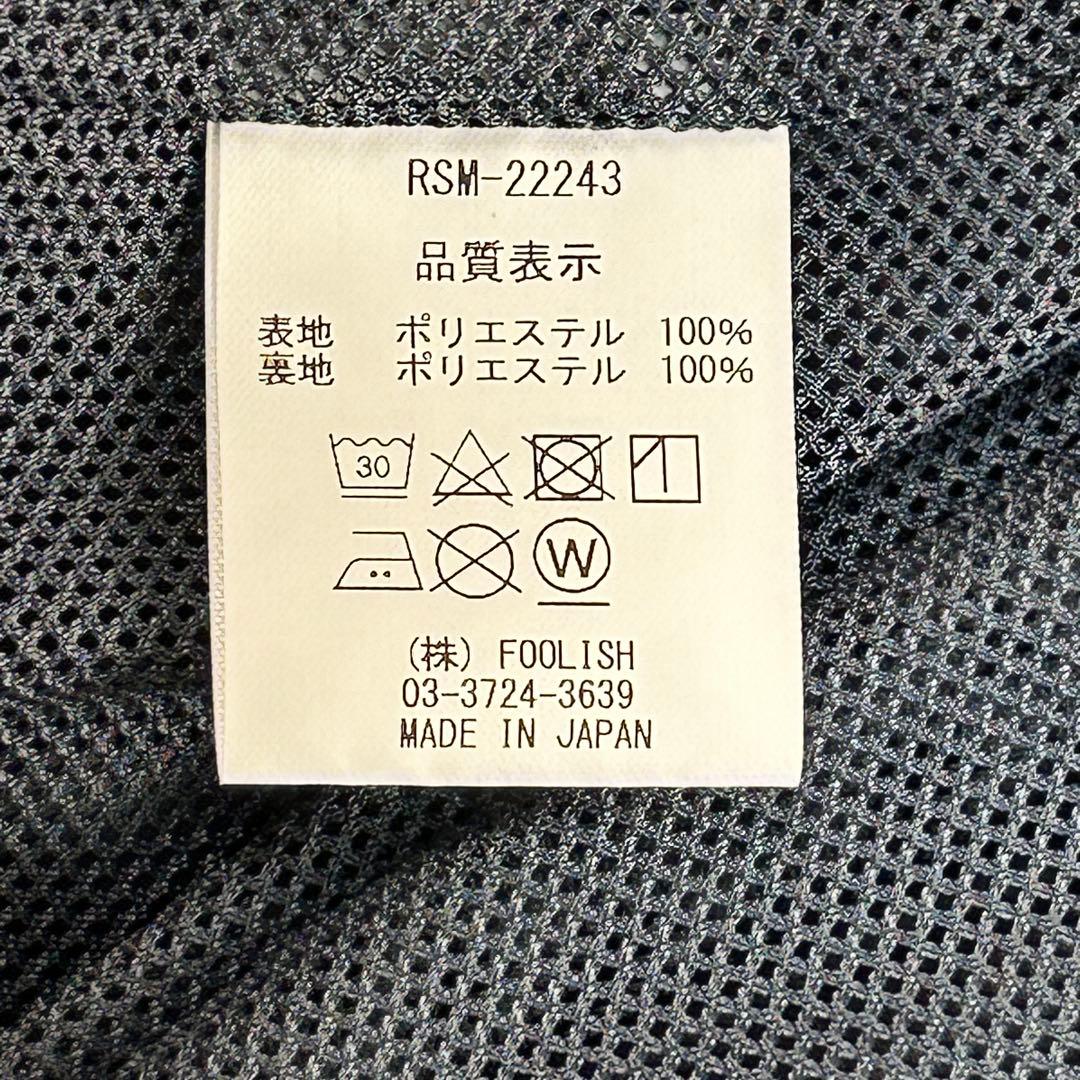 RSM-22243
品質表示
表地 ポリエステル 100%
裏地 ポリエステル 100%
30
W
(株) FOOLISH
03-3724-3639
MADE IN JAPAN